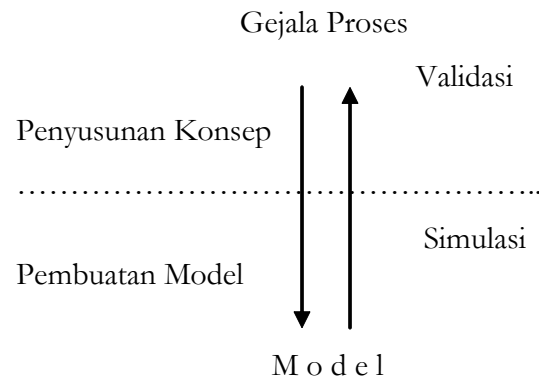 Gejala Proses
Validasi
Penyusunan Konsep
Simulasi
Pembuatan Model
M o d e l